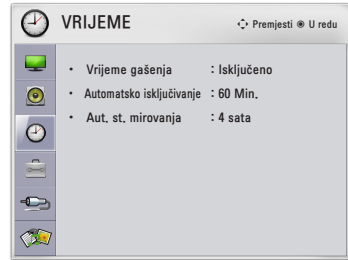 VRIJEME
Premjesti U redu
• Vrijeme gašenja : Isključeno
• Automatsko isključivanje : 60 Min.
• Aut. st. mirovanja : 4 sata